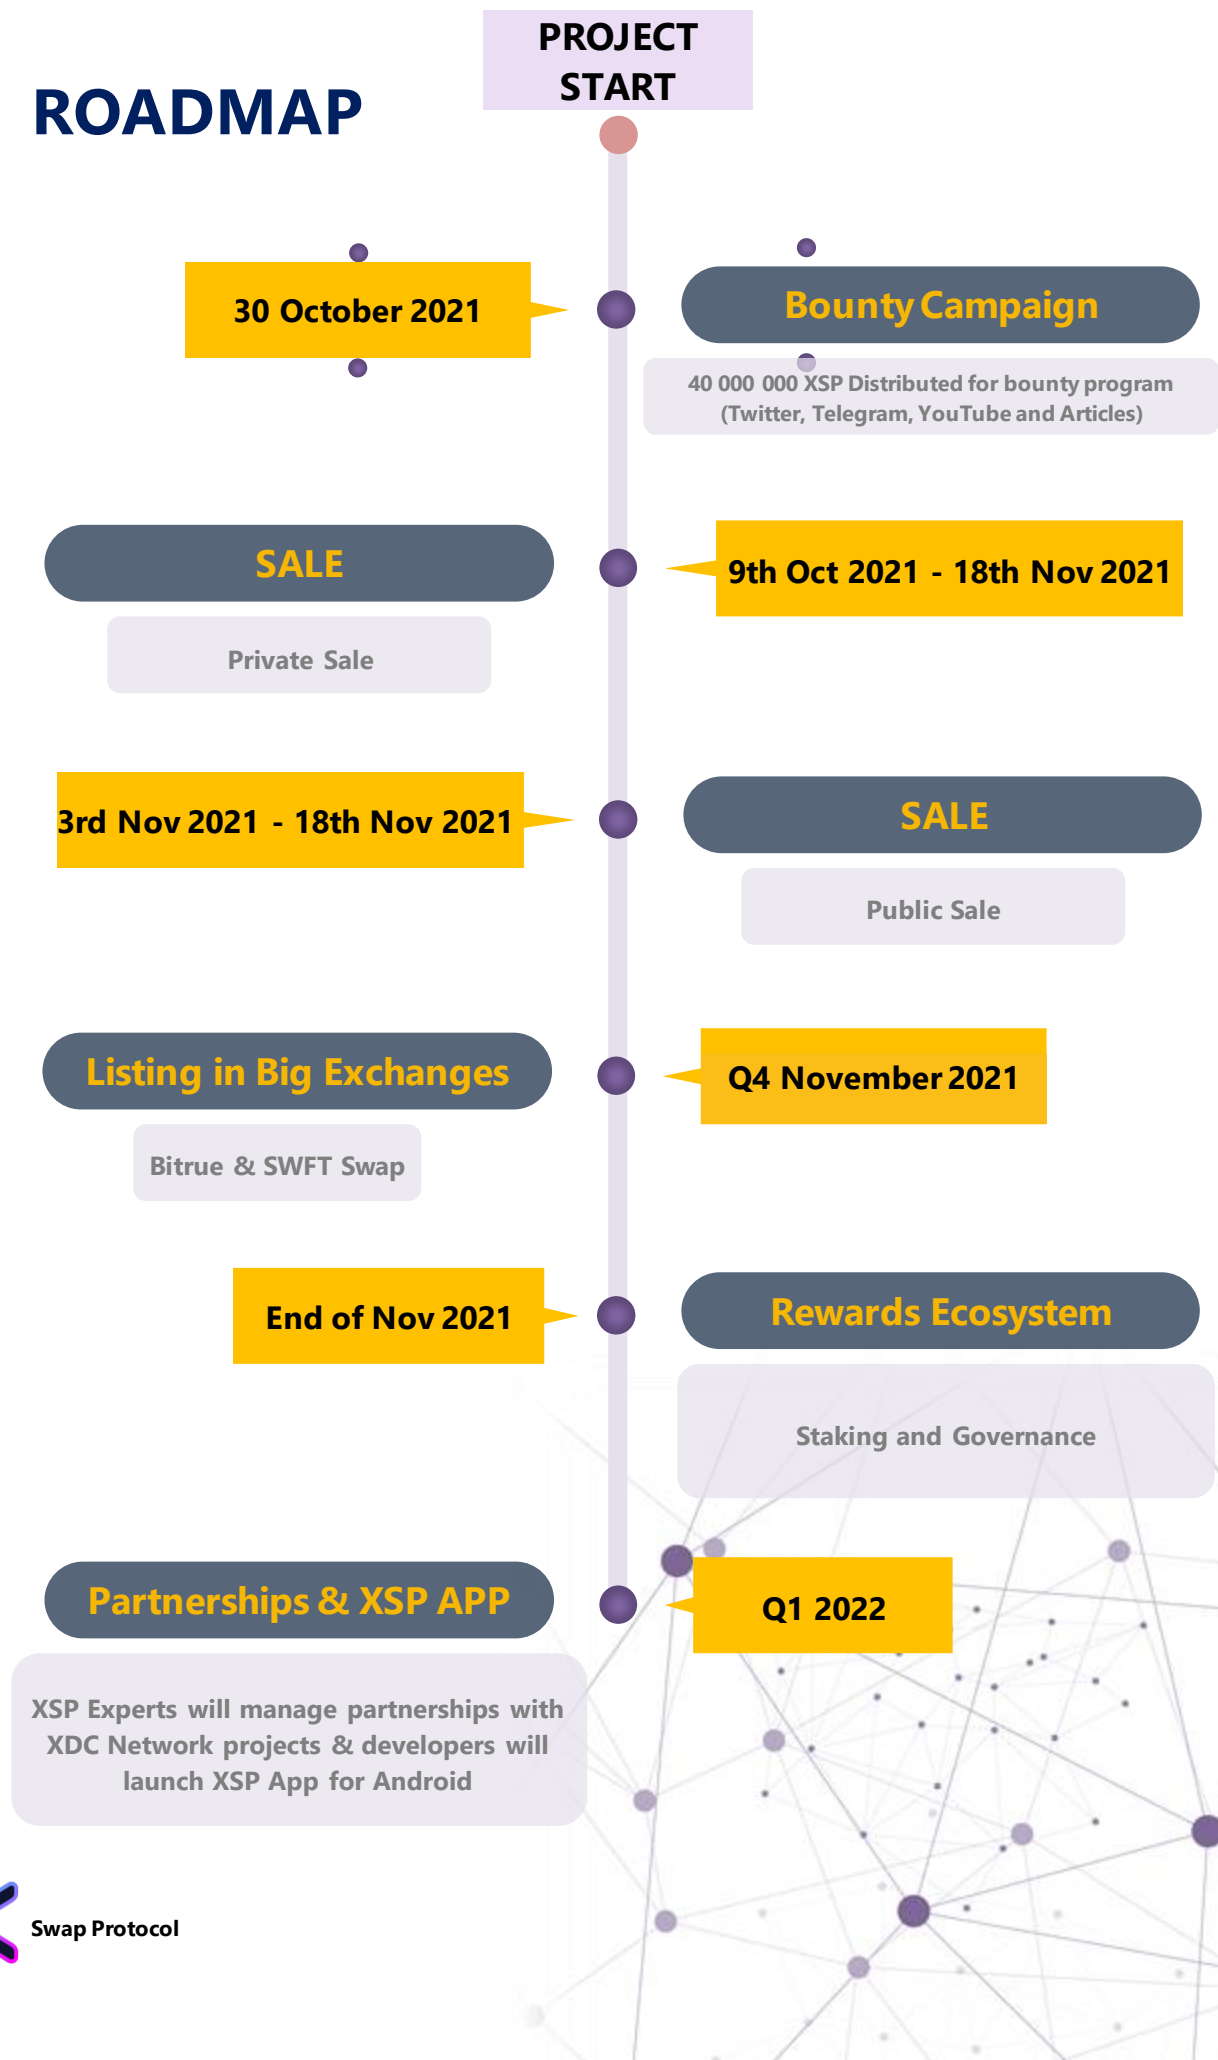 PROJECT
START
ROADMAP
30 October 2021
Bounty Campaign
40 000 000 XSP Distributed for bounty program
(Twitter, Telegram, YouTube and Articles)
SALE
9th Oct 2021 - 18th Nov 2021
Private Sale
3rd Nov 2021 - 18th Nov 2021
SALE
Public Sale
Listing in Big Exchanges
Q4 November 2021
Bitrue & SWFT Swap
End of Nov 2021
Rewards Ecosystem
Staking and Governance
Partnerships & XSP APP
Q1 2022
XSP Experts will manage partnerships with
XDC Network projects & developers will
launch XSP App for Android
Swap Protocol